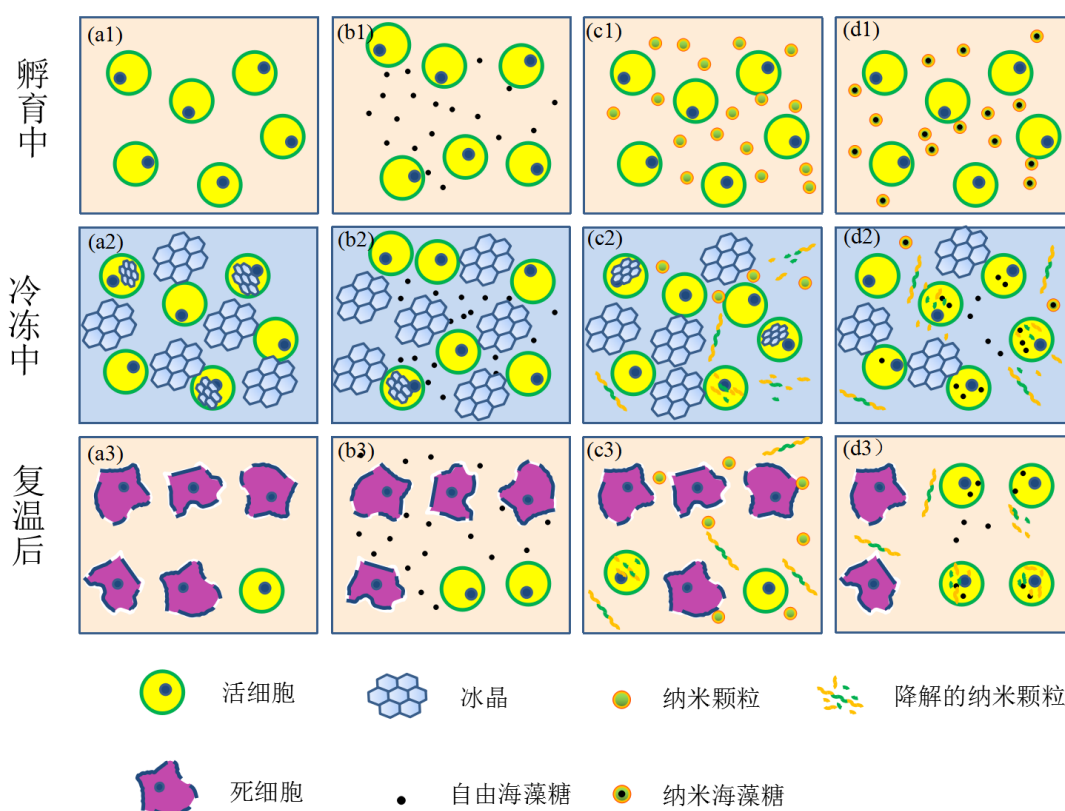 孵育中
(a1)
(b1)
(c1)
(d1)
冷冻中
(a2)
(b2)
(c2)
(d2)
复温后
(a3)
(b3)
(c3)
(d3）
活细胞
冰晶
纳米颗粒
降解的纳米颗粒
死细胞
自由海藻糖
纳米海藻糖